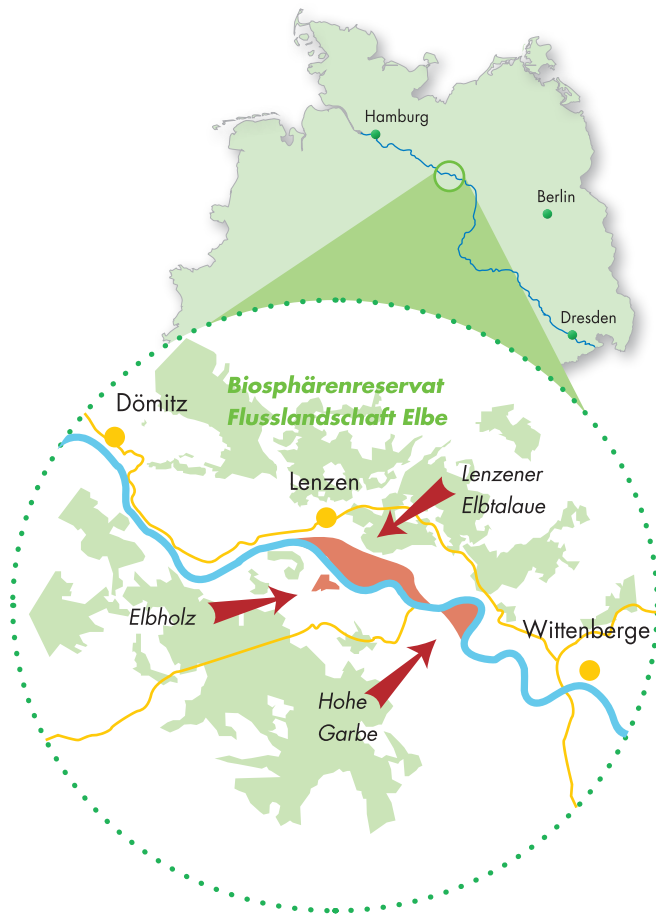 Hamburg
Berlin
Dresden
Biosphärenreservat
Flusslandschaft Elbe
Dömitz
Lenzen
Lenzener
Elbtalaue
Elbholz
Wittenberge
Hohe
Garbe